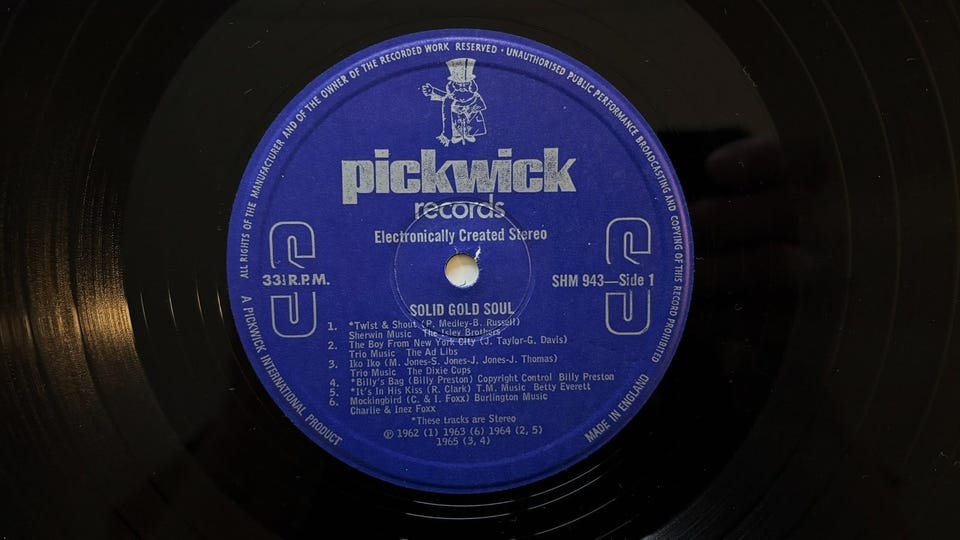 ALL RIGHTS OF THE MANUFACTURER AND OF THE OWNER OF THE RECORDED WORK RESERVED · UNAUTHORISED PUBLIC PERFORMANCE BROADCASTING AND COPYING OF THIS RECORD PROHIBITED
pickwick
records
Electronically Created Stereo
S S
33⅓ R.P.M. SHM 943—Side 1
SOLID GOLD SOUL
1. *Twist & Shout (P. Medley-B. Russell)
Sherwin Music The Isley Brothers
2. The Boy From New York City (J. Taylor-G. Davis)
Trio Music The Ad Libs
3. Iko Iko (M. Jones-S. Jones-J, Jones-J. Thomas)
Trio Music The Dixie Cups
4. *Billy's Bag (Billy Preston) Copyright Control Billy Preston
5. *It's In His Kiss (R. Clark) T.M. Music Betty Everett
6. Mockingbird (C. & I. Foxx) Burlington Music
Charlie & Inez Foxx
*These tracks are Stereo
℗ 1962 (1) 1963 (6) 1964 (2, 5)
1965 (3, 4)
A PICKWICK INTERNATIONAL PRODUCT
MADE IN ENGLAND